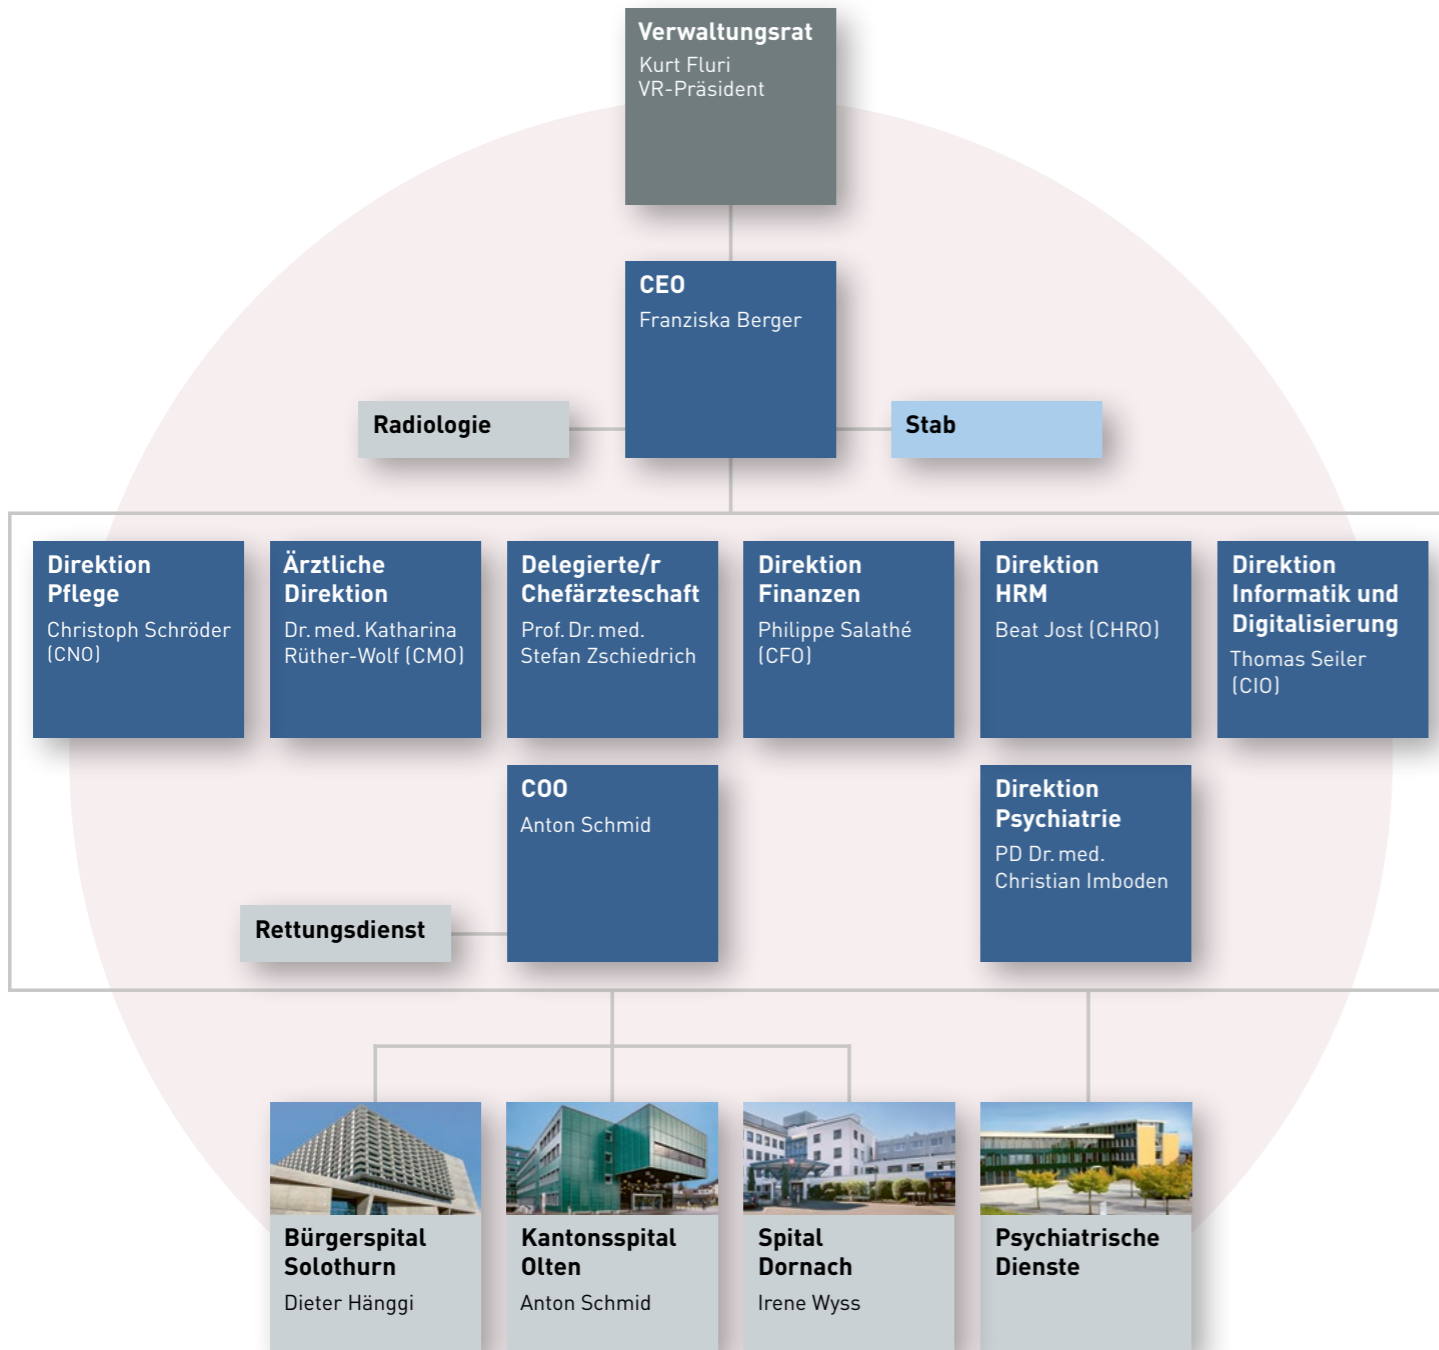 Verwaltungsrat
Kurt Fluri
VR-Präsident
CEO
Franziska Berger
Radiologie
Stab
Direktion
Pflege
Christoph Schröder
(CNO)
Ärztliche
Direktion
Dr. med. Katharina
Rüther-Wolf (CMO)
Delegierte/r
Chefärzteschaft
Prof. Dr. med.
Stefan Zschiedrich
Direktion
Finanzen
Philippe Salathé
(CFO)
Direktion
HRM
Beat Jost (CHRO)
Direktion
Informatik und
Digitalisierung
Thomas Seiler
(CIO)
COO
Anton Schmid
Direktion
Psychiatrie
PD Dr. med.
Christian Imboden
Rettungsdienst
Bürgerspital
Solothurn
Dieter Hänggi
Kantonsspital
Olten
Anton Schmid
Spital
Dornach
Irene Wyss
Psychiatrische
Dienste